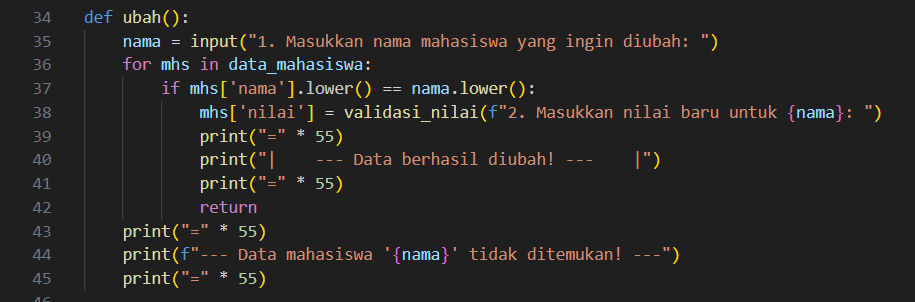 34 def ubah():
35     nama = input("1. Masukkan nama mahasiswa yang ingin diubah: ")
36     for mhs in data_mahasiswa:
37         if mhs['nama'].lower() == nama.lower():
38             mhs['nilai'] = validasi_nilai(f"2. Masukkan nilai baru untuk {nama}: ")
39             print("=" * 55)
40             print("|    --- Data berhasil diubah! ---    |")
41             print("=" * 55)
42             return
43     print("=" * 55)
44     print(f"--- Data mahasiswa '{nama}' tidak ditemukan! ---")
45     print("=" * 55)
46